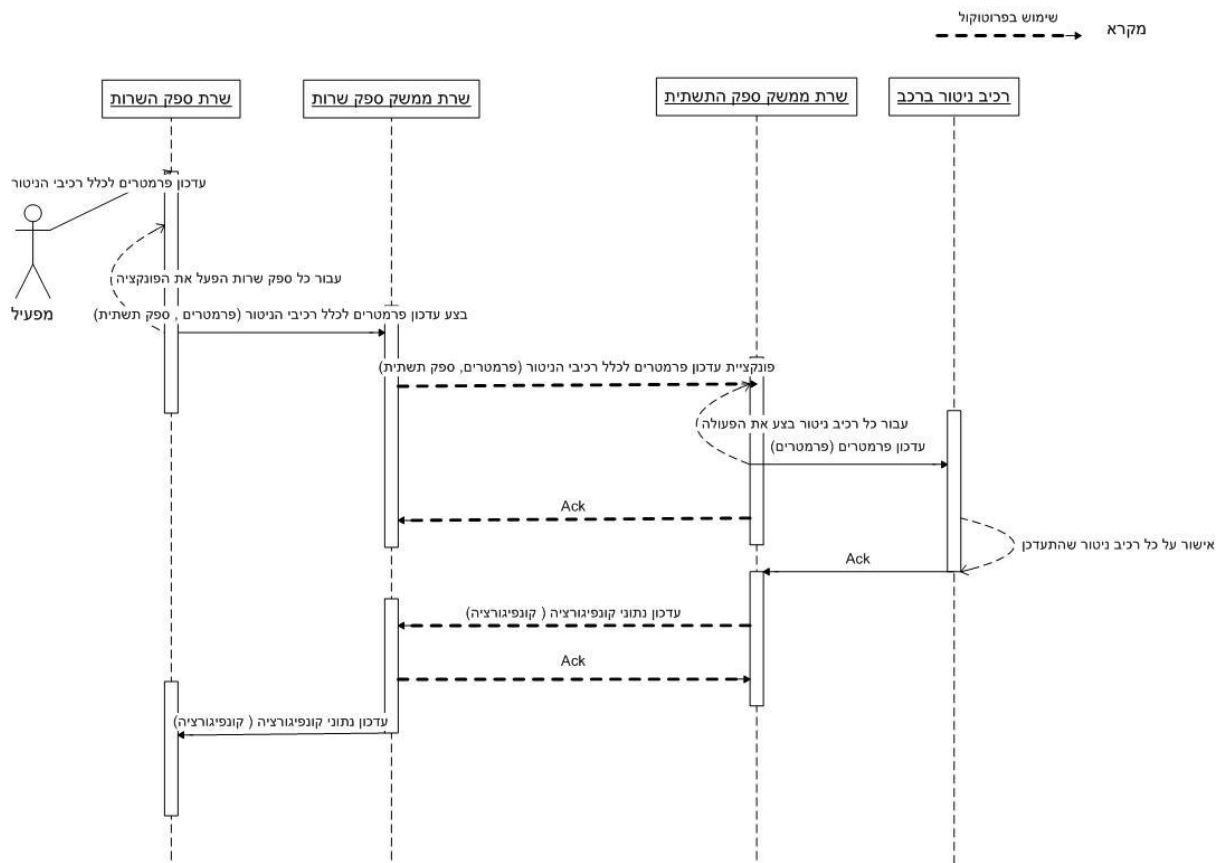 שימוש בפרוטוקול
מקרא
רכיב ניטור ברכב
שרת ממשק ספק התשתית
שרת ממשק ספק שרות
שרת ספק השרות
עדכון פרמטרים לכלל רכיבי הניטור
מפעיל
עבור כל ספק שרות הפעל את הפונקציה
בצע עדכון פרמטרים לכלל רכיבי הניטור (פרמטרים , ספק תשתית)
פונקציית עדכון פרמטרים לכלל רכיבי הניטור (פרמטרים, ספק תשתית)
עבור כל רכיב ניטור בצע את הפעולה
עדכון פרמטרים (פרמטרים)
Ack
אישור על כל רכיב ניטור שהתעדכן
Ack
עדכון נתוני קונפיגורציה ( קונפיגורציה)
Ack
עדכון נתוני קונפיגורציה ( קונפיגורציה)